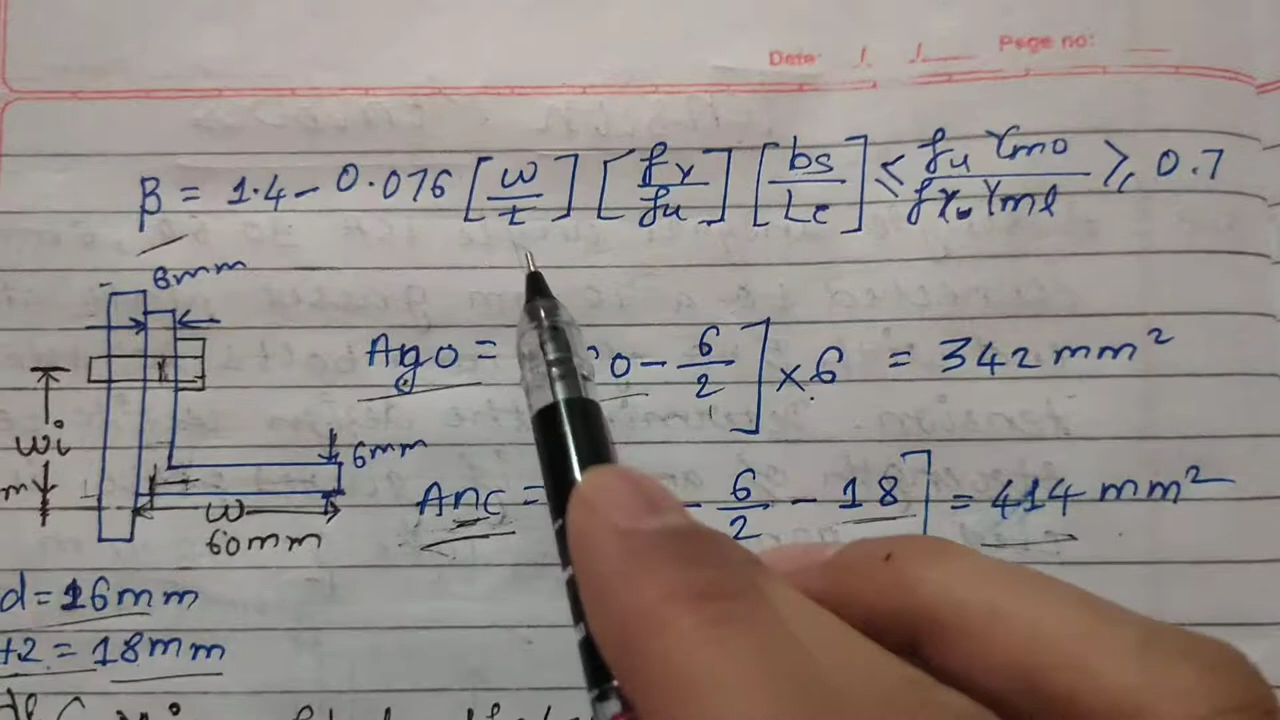 Date: / / Page no:
β = 1.4 - 0.076 [w/t] [fy/fu] [bs/Lc] ≤ fu γmo / fy γml ≥ 0.7
8mm
Ago = 0 - 6/2] × 6 = 342 mm²
wi
6mm
m
Anc = - 6/2 - 18] = 414 mm²
w
60mm
d = 16mm
+2 = 18mm